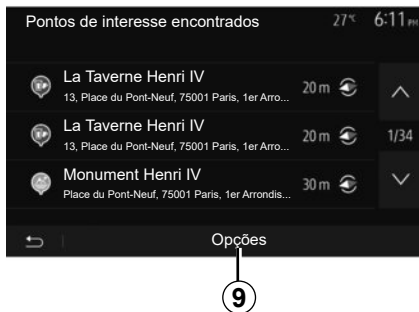 Pontos de interesse encontrados 27°C 6:11 PM
La Taverne Henri IV
13, Place du Pont-Neuf, 75001 Paris, 1er Arro... 20 m
1/34
La Taverne Henri IV
13, Place du Pont-Neuf, 75001 Paris, 1er Arro... 20 m
Monument Henri IV
Place du Pont-Neuf, 75001 Paris, 1er Arrondis... 30 m
Opções
9